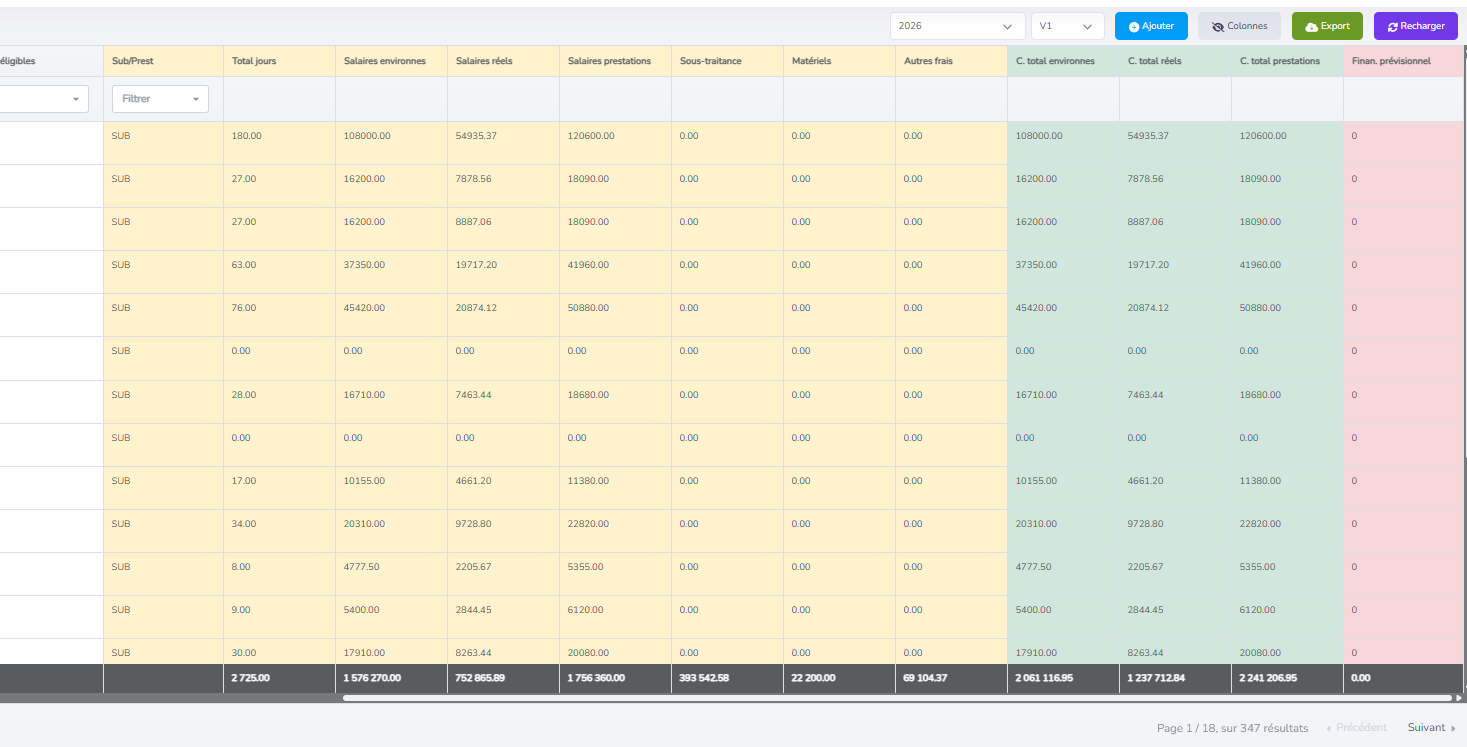 2026 V1 Ajouter Colonnes Export Recharger
éligibles Sub/Prest Total jours Salaires environnes Salaires réels Salaires prestations Sous-traitance Matériels Autres frais C. total environnes C. total réels C. total prestations Finan. prévisionnel
Filtrer
SUB 180.00 108000.00 54935.37 120600.00 0.00 0.00 0.00 108000.00 54935.37 120600.00 0
SUB 27.00 16200.00 7878.56 18090.00 0.00 0.00 0.00 16200.00 7878.56 18090.00 0
SUB 27.00 16200.00 8887.06 18090.00 0.00 0.00 0.00 16200.00 8887.06 18090.00 0
SUB 63.00 37350.00 19717.20 41960.00 0.00 0.00 0.00 37350.00 19717.20 41960.00 0
SUB 76.00 45420.00 20874.12 50880.00 0.00 0.00 0.00 45420.00 20874.12 50880.00 0
SUB 0.00 0.00 0.00 0.00 0.00 0.00 0.00 0.00 0.00 0.00 0
SUB 28.00 16710.00 7463.44 18680.00 0.00 0.00 0.00 16710.00 7463.44 18680.00 0
SUB 0.00 0.00 0.00 0.00 0.00 0.00 0.00 0.00 0.00 0.00 0
SUB 17.00 10155.00 4661.20 11380.00 0.00 0.00 0.00 10155.00 4661.20 11380.00 0
SUB 34.00 20310.00 9728.80 22820.00 0.00 0.00 0.00 20310.00 9728.80 22820.00 0
SUB 8.00 4777.50 2205.67 5355.00 0.00 0.00 0.00 4777.50 2205.67 5355.00 0
SUB 9.00 5400.00 2844.45 6120.00 0.00 0.00 0.00 5400.00 2844.45 6120.00 0
SUB 30.00 17910.00 8263.44 20080.00 0.00 0.00 0.00 17910.00 8263.44 20080.00 0
2 725.00 1 576 270.00 752 865.89 1 756 360.00 393 542.58 22 200.00 69 104.37 2 061 116.95 1 237 712.84 2 241 206.95 0.00
Page 1 / 18, sur 347 résultats Précédent Suivant